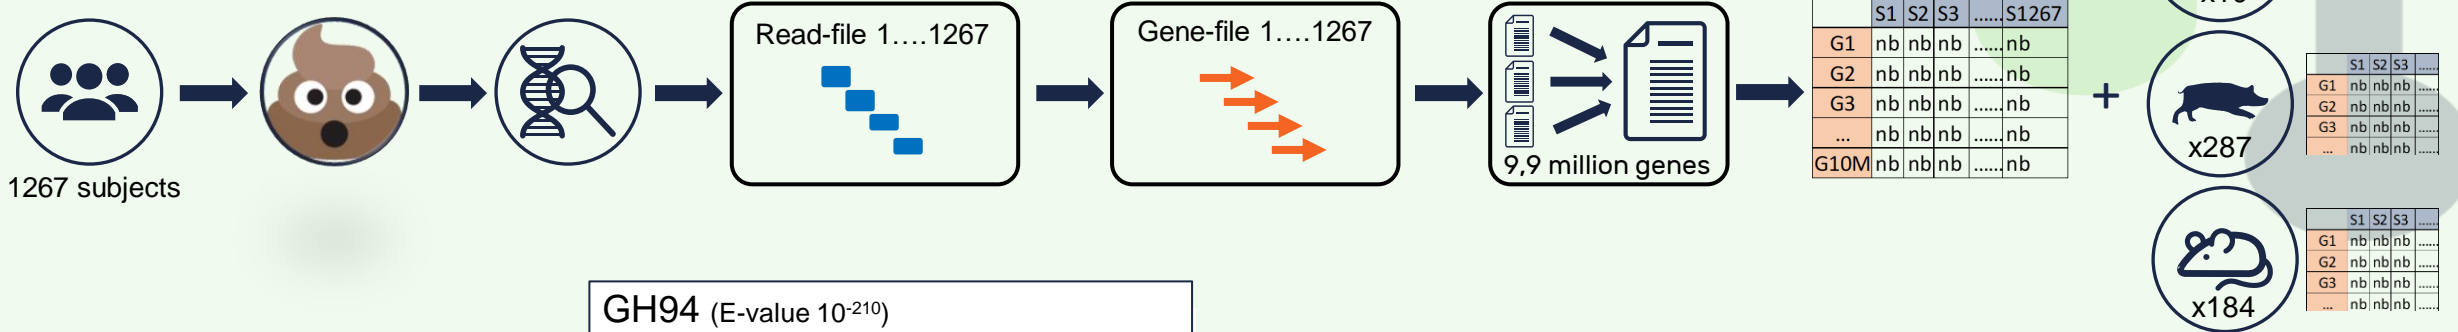 1267 subjects
Read-file 1....1267
Gene-file 1....1267
9,9 million genes
S1 S2 S3 ......S1267
G1 nb nb nb ......nb
G2 nb nb nb ......nb
G3 nb nb nb ......nb
... nb nb nb ......nb
G10M nb nb nb ......nb
+
x287
S1 S2 S3 ......
G1 nb nb nb ......
G2 nb nb nb ......
G3 nb nb nb ......
... nb nb nb ......
x184
S1 S2 S3 ......
G1 nb nb nb ......
G2 nb nb nb ......
G3 nb nb nb ......
... nb nb nb ......
GH94 (E-value 10⁻²¹⁰)